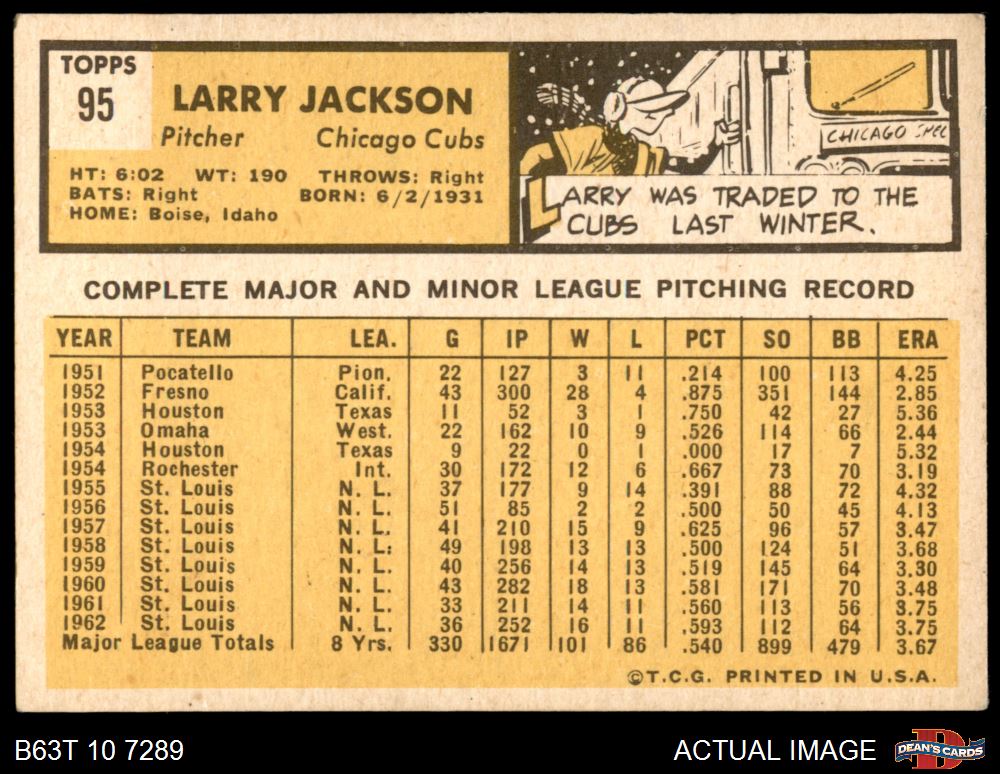 TOPPS
95
LARRY JACKSON
Pitcher Chicago Cubs
HT: 6:02 WT: 190 THROWS: Right
BATS: Right BORN: 6/2/1931
HOME: Boise, Idaho
CHICAGO SPEC
LARRY WAS TRADED TO THE
CUBS LAST WINTER.
COMPLETE MAJOR AND MINOR LEAGUE PITCHING RECORD
YEAR TEAM LEA. G IP W L PCT SO BB ERA
1951 Pocatello Pion. 22 127 3 11 .214 100 113 4.25
1952 Fresno Calif. 43 300 28 4 .875 351 144 2.85
1953 Houston Texas 11 52 3 1 .750 42 27 5.36
1953 Omaha West. 22 162 10 9 .526 114 66 2.44
1954 Houston Texas 9 22 0 1 .000 17 7 5.32
1954 Rochester Int. 30 172 12 6 .667 73 70 3.19
1955 St. Louis N. L. 37 177 9 14 .391 88 72 4.32
1956 St. Louis N. L. 51 85 2 2 .500 50 45 4.13
1957 St. Louis N. L. 41 210 15 9 .625 96 57 3.47
1958 St. Louis N. L. 49 198 13 13 .500 124 51 3.68
1959 St. Louis N. L. 40 256 14 13 .519 145 64 3.30
1960 St. Louis N. L. 43 282 18 13 .581 171 70 3.48
1961 St. Louis N. L. 33 211 14 11 .560 113 56 3.75
1962 St. Louis N. L. 36 252 16 11 .593 112 64 3.75
Major League Totals 8 Yrs. 330 1671 101 86 .540 899 479 3.67
©T.C.G. PRINTED IN U.S.A.
B63T 10 7289 ACTUAL IMAGE DEAN'S CARDS